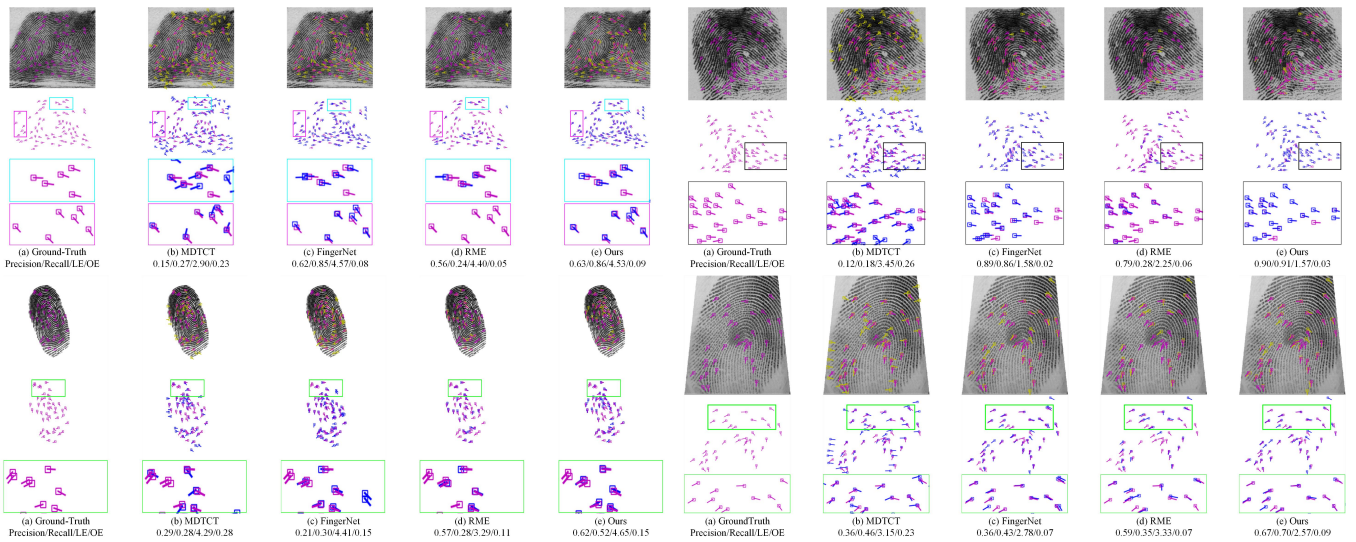 (a) Ground-Truth
Precision/Recall/LE/OE
(b) MDTCT
0.15/0.27/2.90/0.23
(c) FingerNet
0.62/0.85/4.57/0.08
(d) RME
0.56/0.24/4.40/0.05
(e) Ours
0.63/0.86/4.53/0.09
(a) Ground-Truth
Precision/Recall/LE/OE
(b) MDTCT
0.12/0.18/3.45/0.26
(c) FingerNet
0.89/0.86/1.58/0.02
(d) RME
0.79/0.28/2.25/0.06
(e) Ours
0.90/0.91/1.57/0.03
(a) Ground-Truth
Precision/Recall/LE/OE
(b) MDTCT
0.29/0.28/4.29/0.28
(c) FingerNet
0.21/0.30/4.41/0.15
(d) RME
0.57/0.28/3.29/0.11
(e) Ours
0.62/0.52/4.65/0.15
(a) GroundTruth
Precision/Recall/LE/OE
(b) MDTCT
0.36/0.46/3.15/0.23
(c) FingerNet
0.36/0.43/2.78/0.07
(d) RME
0.59/0.35/3.33/0.07
(e) Ours
0.67/0.70/2.57/0.09